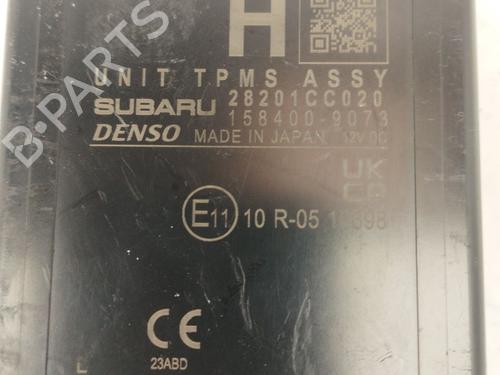 H
UNIT TPMS ASSY
SUBARU 28201CC020
DENSO 158400-9073
MADE IN JAPAN 12V DC
UK
CA
E11 10 R-05
CE
23ABD
B-PARTS